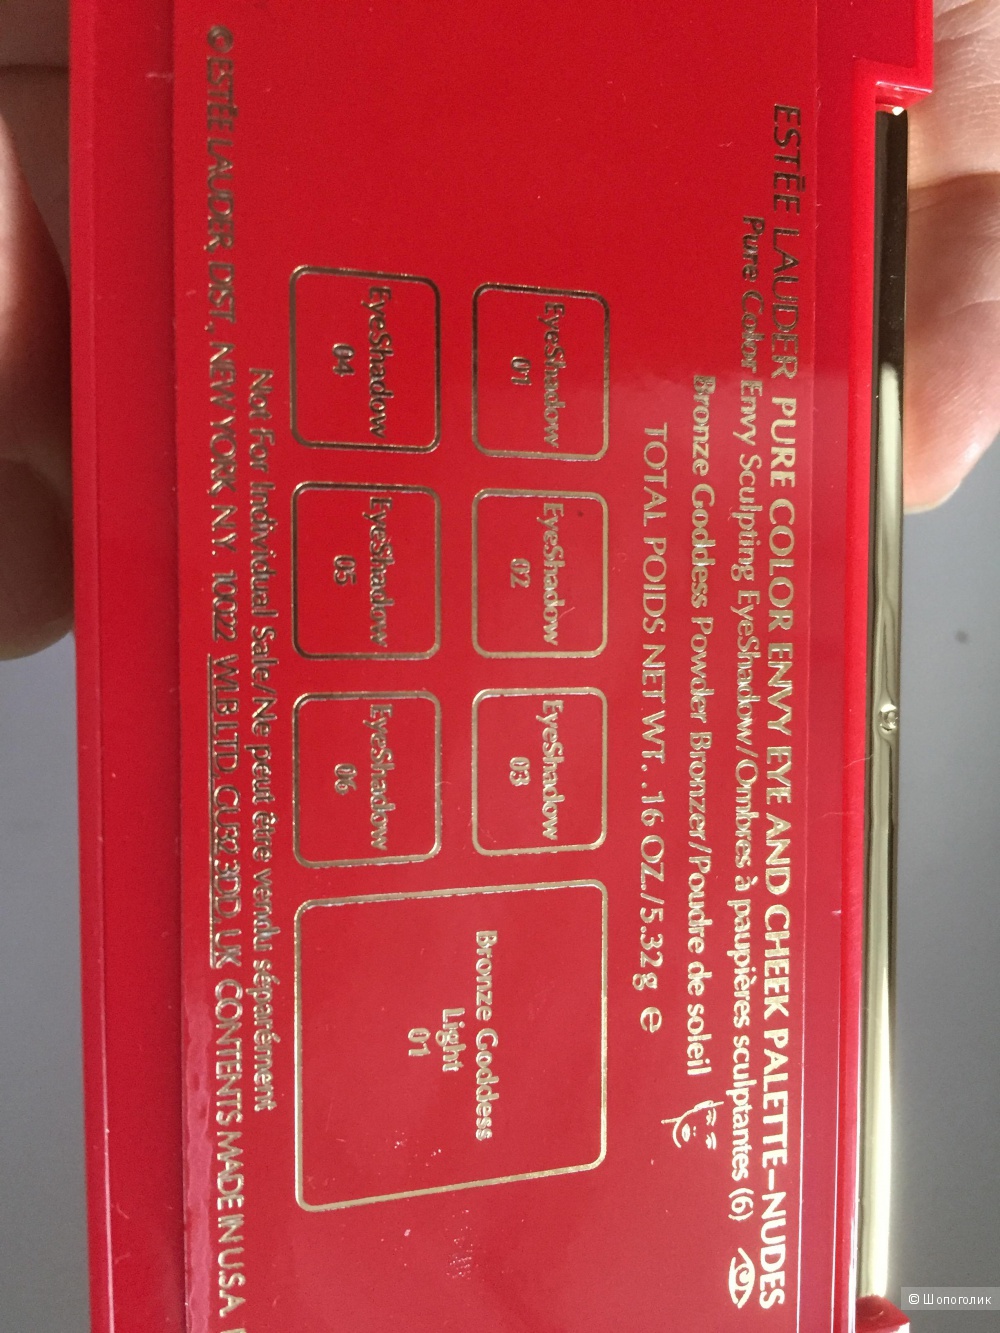 ESTĒE LAUDER PURE COLOR ENVY EYE AND CHEEK PALETTE–NUDES
Pure Color Envy Sculpting EyeShadow/Ombres à paupières sculptantes (6)
Bronze Goddess Powder Bronzer/Poudre de soleil
TOTAL POIDS NET WT. .16 OZ./5.32g ℮
EyeShadow
01
EyeShadow
02
EyeShadow
03
EyeShadow
04
EyeShadow
05
EyeShadow
06
Bronze Goddess
Light
01
Not For Individual Sale/Ne peut être vendu séparément
© ESTĒE LAUDER, DIST., NEW YORK, N.Y. 10022 WLB LTD, GU32 3DD, UK CONTENTS MADE IN U.S.A.
© Шопоголик